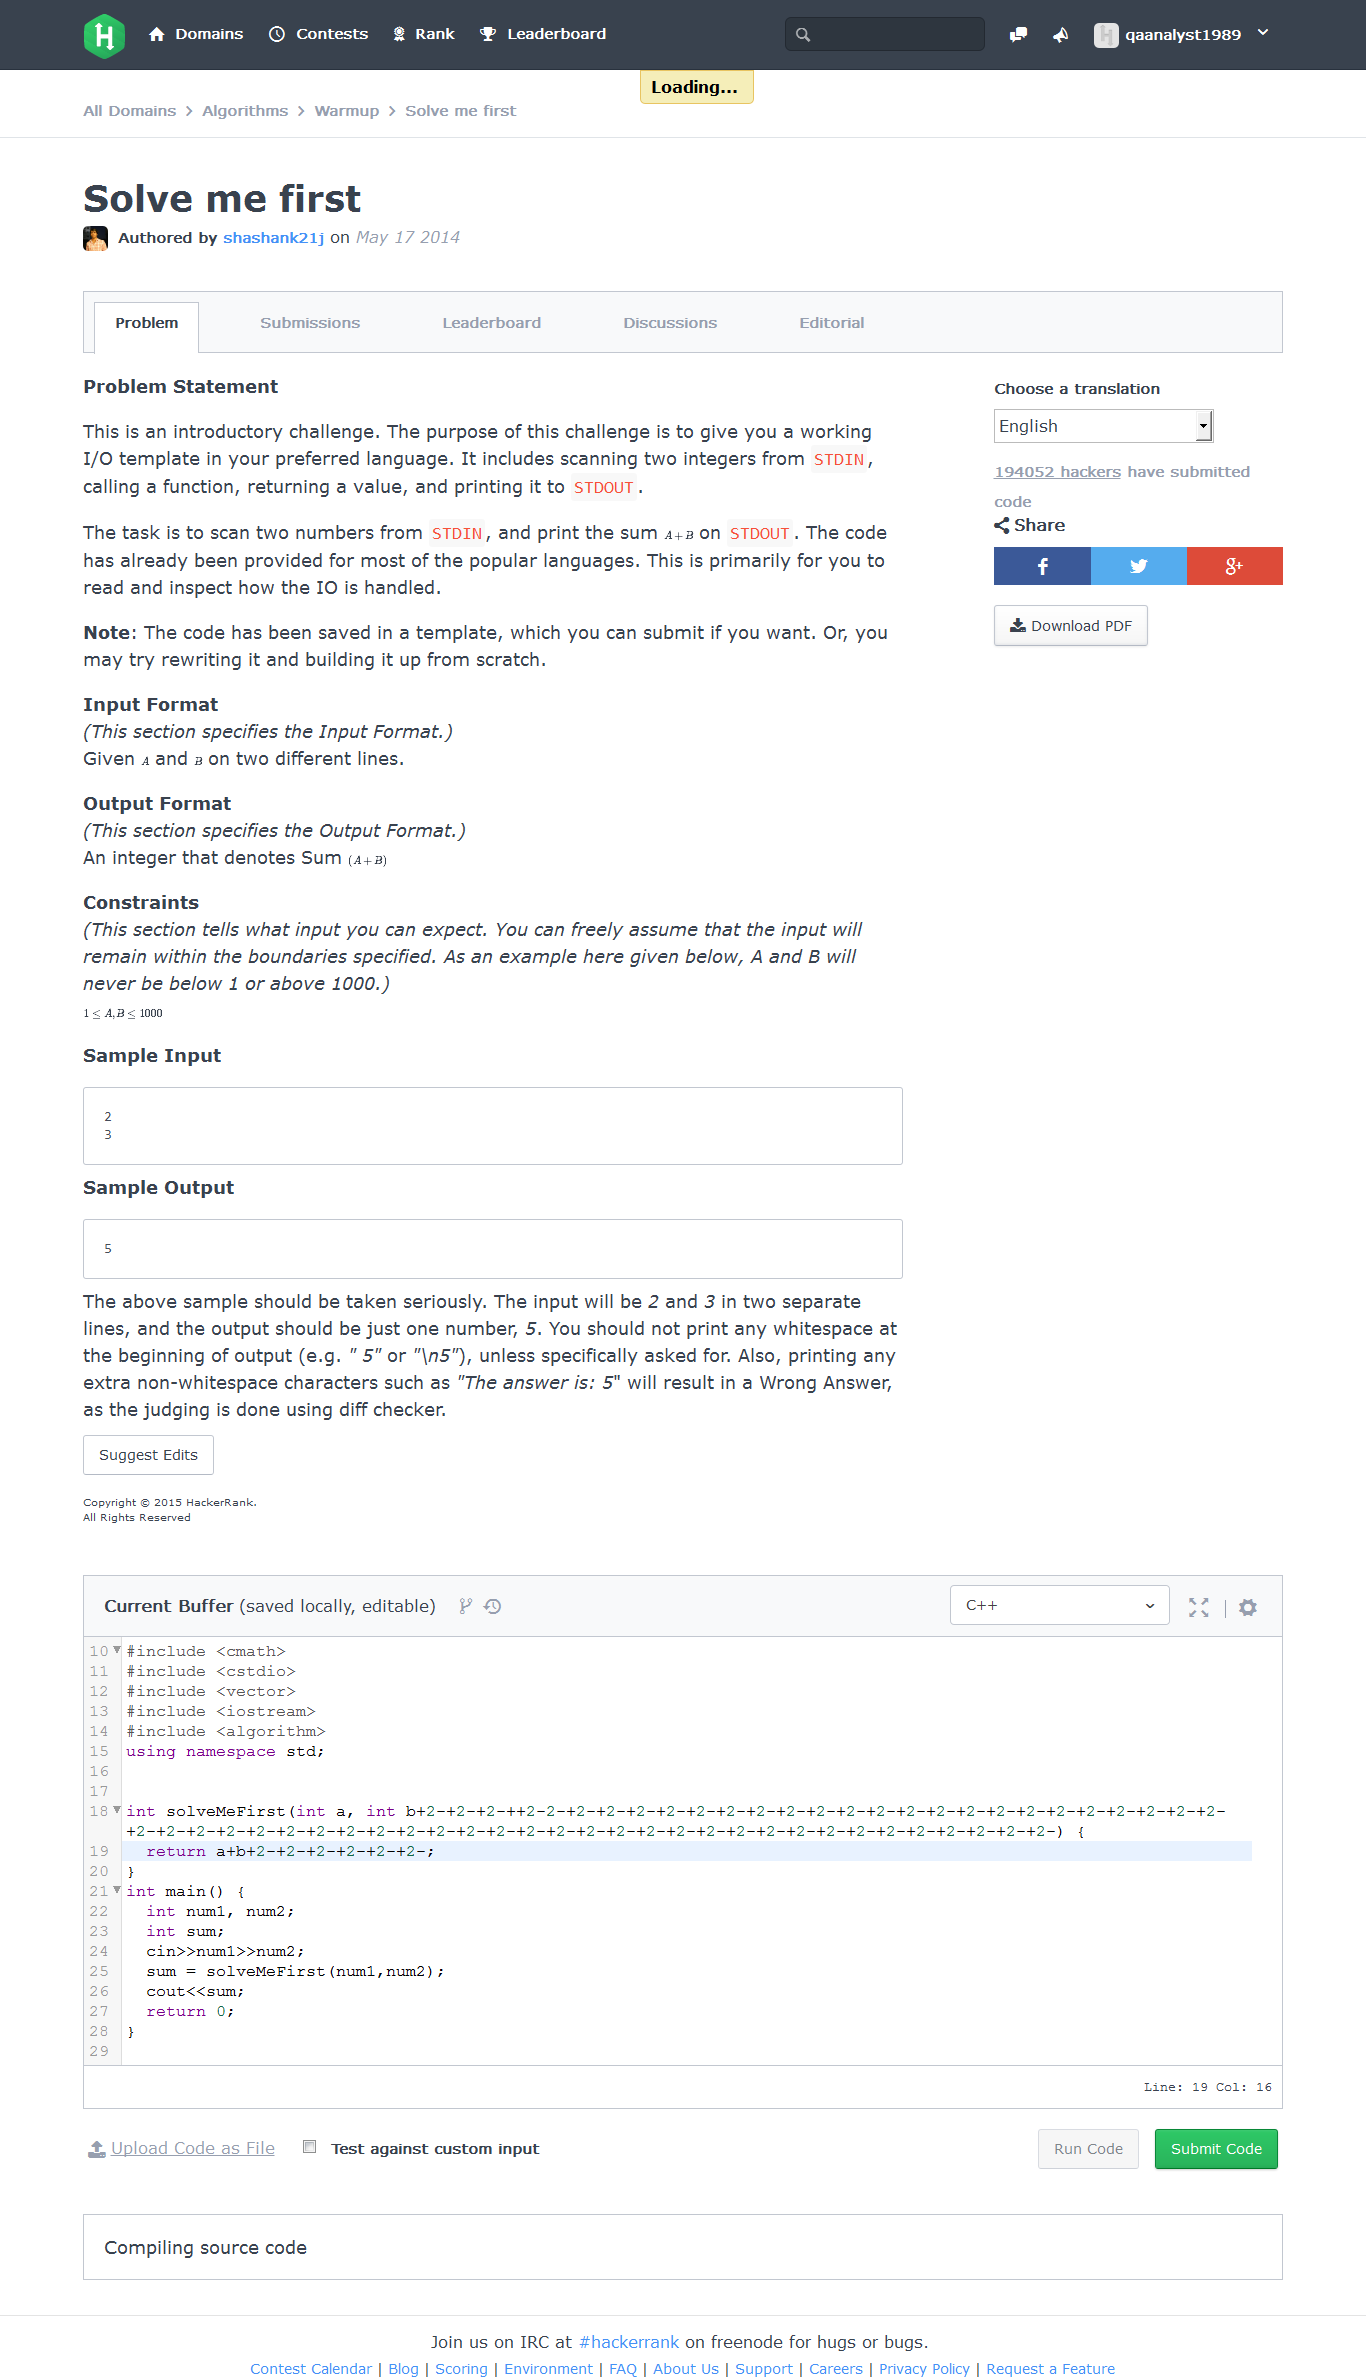 Domains Contests Rank Leaderboard qaanalyst1989
Loading...
All Domains > Algorithms > Warmup > Solve me first
Solve me first
Authored by shashank21j on May 17 2014
Problem Submissions Leaderboard Discussions Editorial
Problem Statement
This is an introductory challenge. The purpose of this challenge is to give you a working
I/O template in your preferred language. It includes scanning two integers from STDIN,
calling a function, returning a value, and printing it to STDOUT.
The task is to scan two numbers from STDIN, and print the sum A+B on STDOUT. The code
has already been provided for most of the popular languages. This is primarily for you to
read and inspect how the IO is handled.
Note: The code has been saved in a template, which you can submit if you want. Or, you
may try rewriting it and building it up from scratch.
Input Format
(This section specifies the Input Format.)
Given A and B on two different lines.
Output Format
(This section specifies the Output Format.)
An integer that denotes Sum (A+B)
Constraints
(This section tells what input you can expect. You can freely assume that the input will
remain within the boundaries specified. As an example here given below, A and B will
never be below 1 or above 1000.)
1 ≤ A, B ≤ 1000
Sample Input
2
3
Sample Output
5
The above sample should be taken seriously. The input will be 2 and 3 in two separate
lines, and the output should be just one number, 5. You should not print any whitespace at
the beginning of output (e.g. " 5" or "\n5"), unless specifically asked for. Also, printing any
extra non-whitespace characters such as "The answer is: 5" will result in a Wrong Answer,
as the judging is done using diff checker.
Suggest Edits
Copyright © 2015 HackerRank.
All Rights Reserved
Choose a translation
English
194052 hackers have submitted
code
Share
f g+
Download PDF
Current Buffer (saved locally, editable) C++
10 #include <cmath>
11 #include <cstdio>
12 #include <vector>
13 #include <iostream>
14 #include <algorithm>
15 using namespace std;
16
17
18 int solveMeFirst(int a, int b+2-+2-+2-++2-2-+2-+2-+2-+2-+2-+2-+2-+2-+2-+2-+2-+2-+2-+2-+2-+2-+2-+2-+2-+2-+2-+2-
+2-+2-+2-+2-+2-+2-+2-+2-+2-+2-+2-+2-+2-+2-+2-+2-+2-+2-+2-+2-+2-+2-+2-+2-+2-+2-+2-+2-+2-+2-+2-) {
19 return a+b+2-+2-+2-+2-+2-+2-;
20 }
21 int main() {
22 int num1, num2;
23 int sum;
24 cin>>num1>>num2;
25 sum = solveMeFirst(num1,num2);
26 cout<<sum;
27 return 0;
28 }
29
Line: 19 Col: 16
Upload Code as File Test against custom input Run Code Submit Code
Compiling source code
Join us on IRC at #hackerrank on freenode for hugs or bugs.
Contest Calendar | Blog | Scoring | Environment | FAQ | About Us | Support | Careers | Privacy Policy | Request a Feature